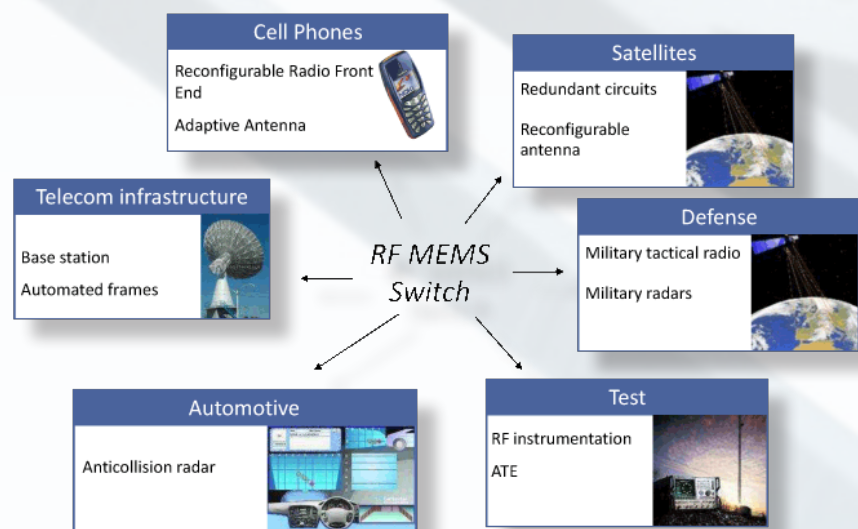 Cell Phones
Reconfigurable Radio Front
End
Adaptive Antenna
Satellites
Redundant circuits
Reconfigurable
antenna
Telecom infrastructure
Base station
Automated frames
RF MEMS
Switch
Defense
Military tactical radio
Military radars
Automotive
Anticollision radar
Test
RF instrumentation
ATE